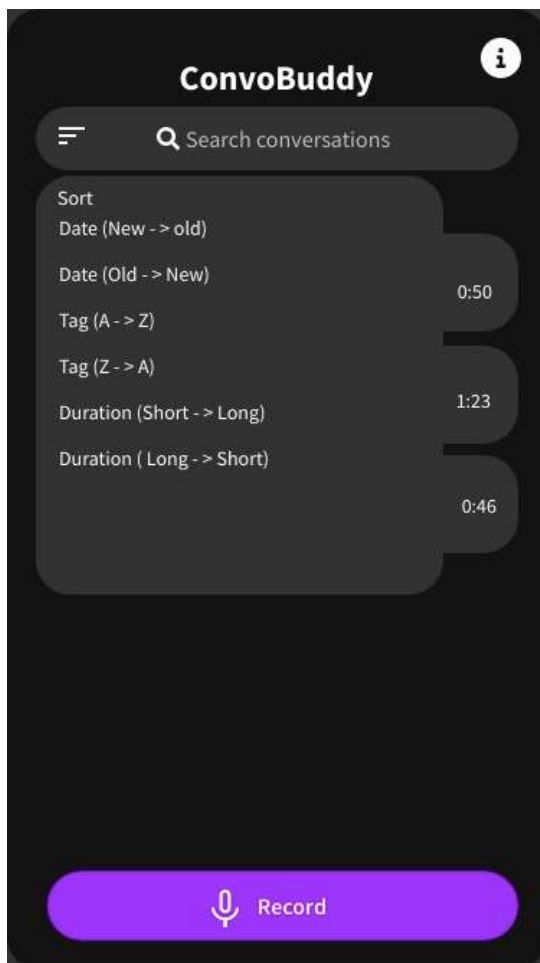 ConvoBuddy
Search conversations
Sort
Date (New - > old)
Date (Old - > New)
0:50
Tag (A - > Z)
Tag (Z - > A)
1:23
Duration (Short - > Long)
Duration ( Long - > Short)
0:46
Record